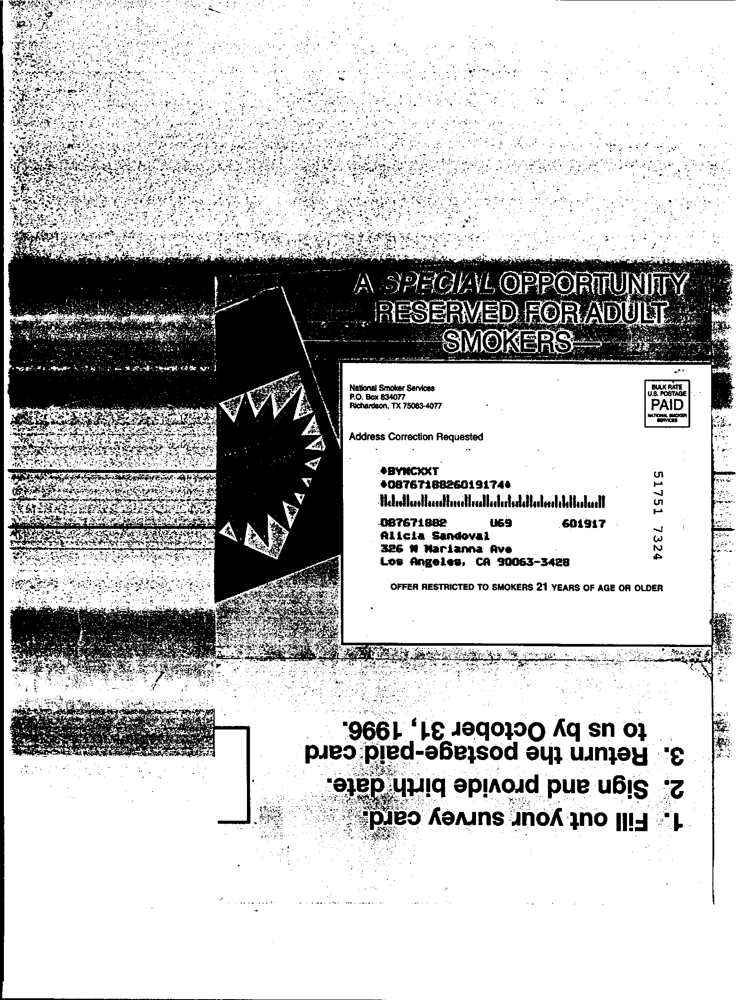 A SPECIAL OPPORTUNITY
RESERVED FOR ADULT
SMOKERS—
National Smoker Services
P.O. Box 634077
Richardson, TX 75083-4077
BULK RATE
U.S. POSTAGE
PAID
NATIONAL SMOKER
SERVICES
Address Correction Requested
*BYNCXXT
*0876718826019174*
087671882 U69 601917
Alicia Sandoval
326 N Marianna Ave
Los Angeles, CA 90063-3428
OFFER RESTRICTED TO SMOKERS 21 YEARS OF AGE OR OLDER
51751 7324
1. Fill out your survey card.
2. Sign and provide birth date.
3. Return the postage-paid card
to us by October 31, 1996.